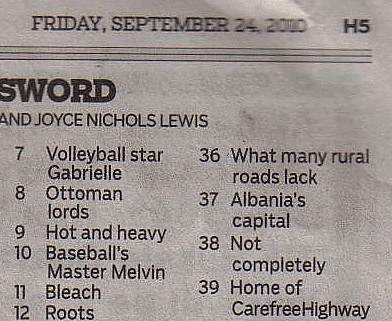 FRIDAY, SEPTEMBER 24, 2010 H5
SWORD
AND JOYCE NICHOLS LEWIS
7 Volleyball star
Gabrielle
8 Ottoman
lords
9 Hot and heavy
10 Baseball's
Master Melvin
11 Bleach
12 Roots
36 What many rural
roads lack
37 Albania's
capital
38 Not
completely
39 Home of
CarefreeHighway